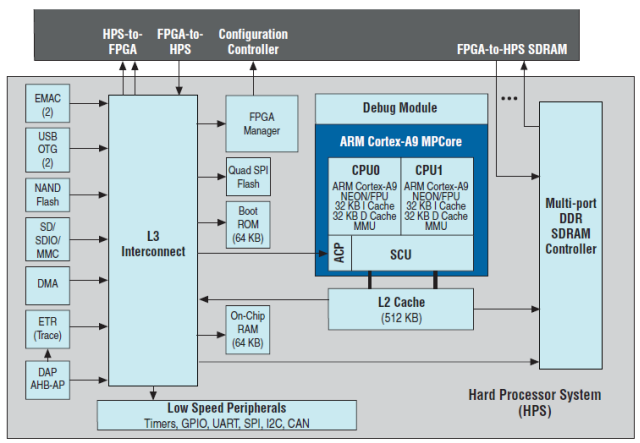 HPS-to-
FPGA
FPGA-to-
HPS
Configuration
Controller
FPGA-to-HPS SDRAM
EMAC
(2)
USB
OTG
(2)
NAND
Flash
SD/
SDIO/
MMC
DMA
ETR
(Trace)
DAP
AHB-AP
L3
Interconnect
FPGA
Manager
Quad SPI
Flash
Boot
ROM
(64 KB)
On-Chip
RAM
(64 KB)
Debug Module
ARM Cortex-A9 MPCore
CPU0
ARM Cortex-A9
NEON/FPU
32 KB I Cache
32 KB D Cache
MMU
CPU1
ARM Cortex-A9
NEON/FPU
32 KB I Cache
32 KB D Cache
MMU
ACP
SCU
L2 Cache
(512 KB)
Multi-port
DDR
SDRAM
Controller
Low Speed Peripherals
Timers, GPIO, UART, SPI, I2C, CAN
Hard Processor System
(HPS)